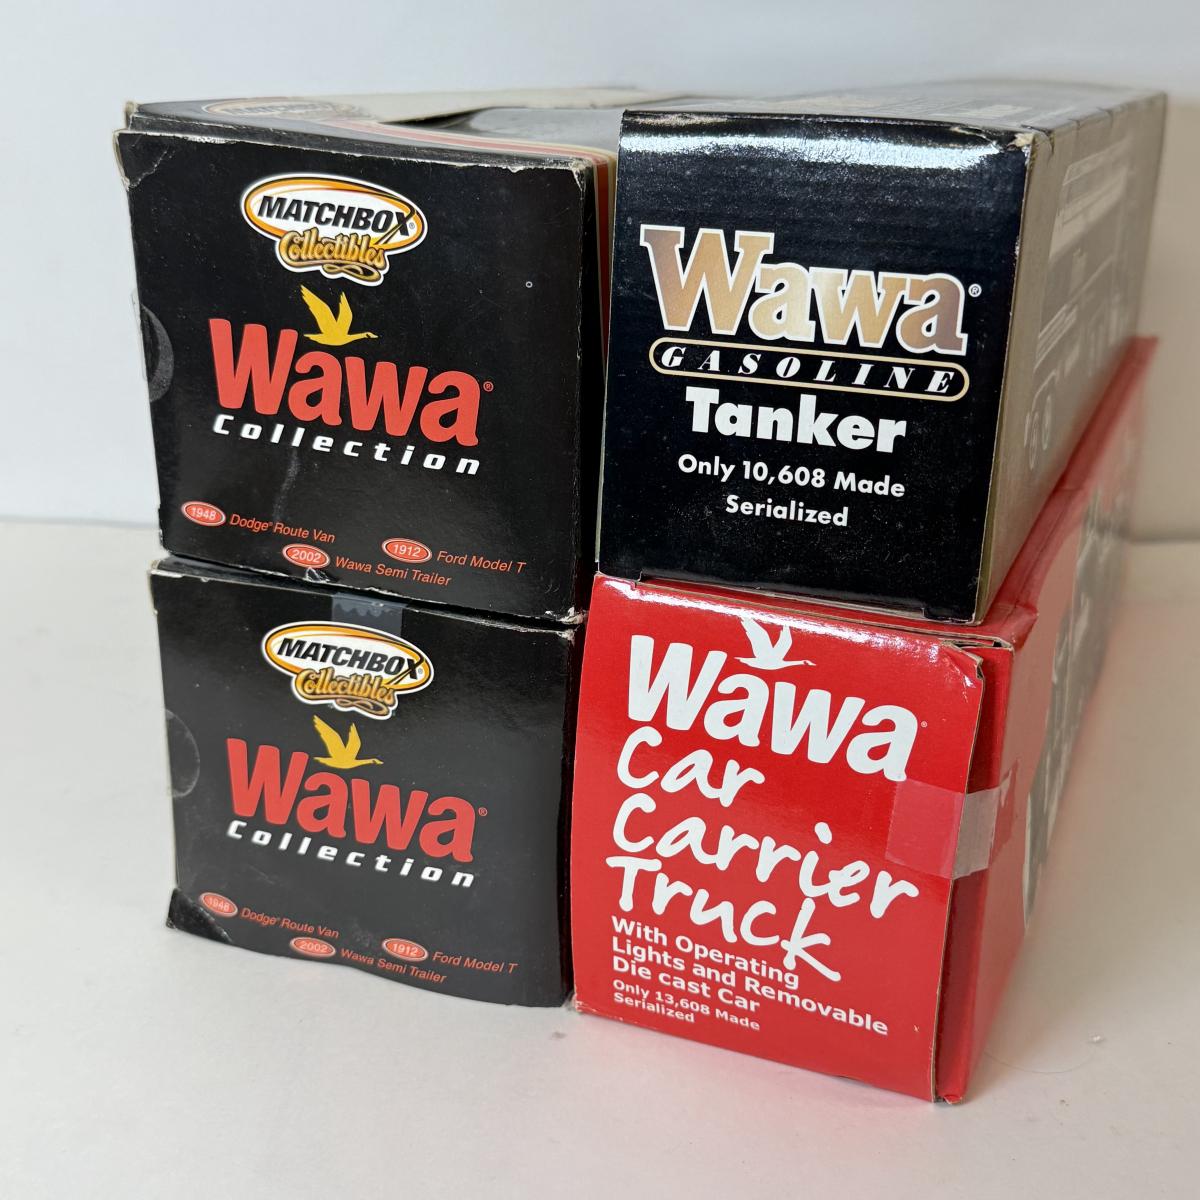 MATCHBOX®
Collectibles
Wawa®
Collection
1948 Dodge® Route Van
2002 Wawa Semi Trailer
1912 Ford Model T
Wawa®
GASOLINE
Tanker
Only 10,608 Made
Serialized
MATCHBOX®
Collectibles
Wawa®
Collection
1948 Dodge® Route Van
2002 Wawa Semi Trailer
1912 Ford Model T
Wawa
Car
Carrier
Truck
With Operating
Lights and Removable
Die cast Car
Only 13,608 Made
Serialized